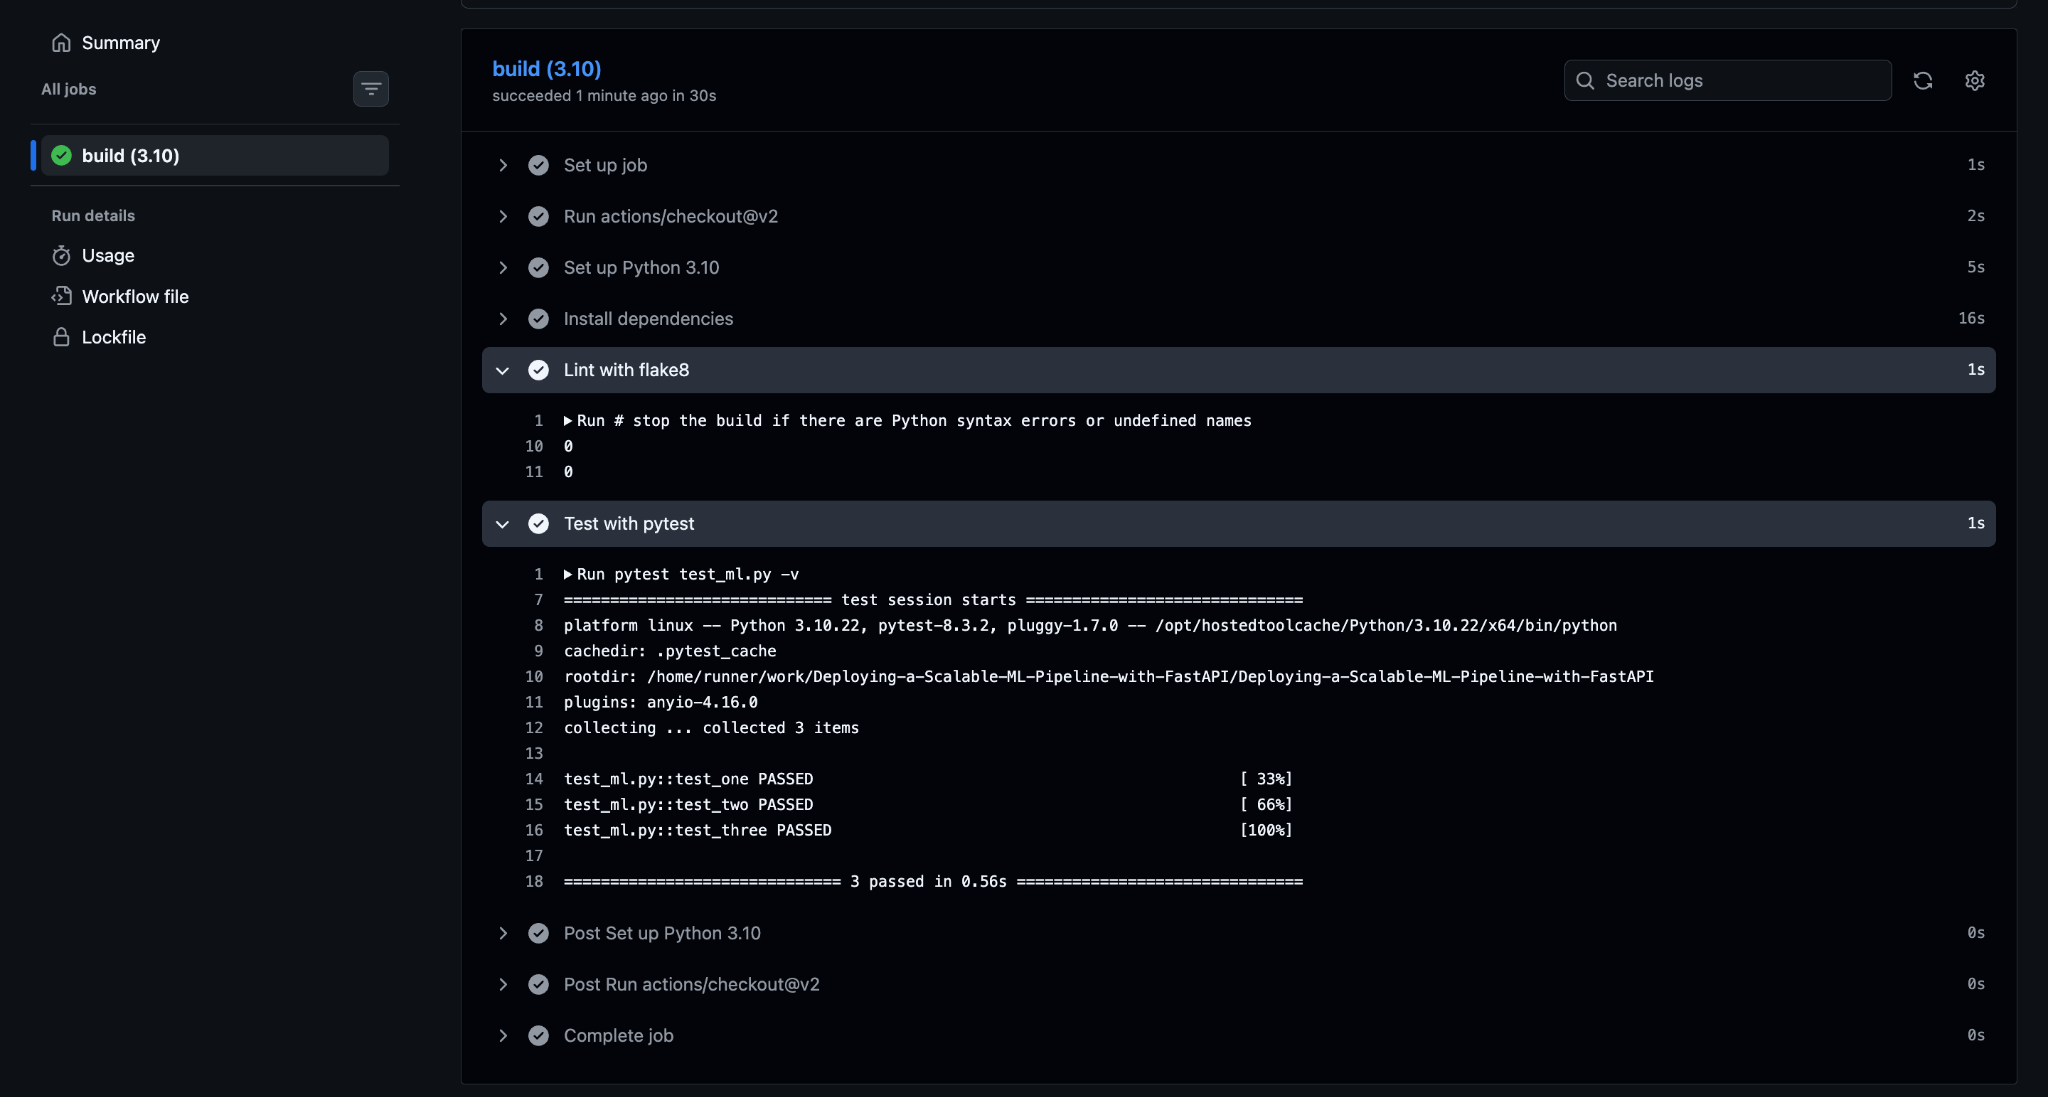 Summary
All jobs
build (3.10)
Run details
Usage
Workflow file
Lockfile
build (3.10)
succeeded 1 minute ago in 30s
Search logs
Set up job 1s
Run actions/checkout@v2 2s
Set up Python 3.10 5s
Install dependencies 16s
Lint with flake8 1s
1 Run # stop the build if there are Python syntax errors or undefined names
10 0
11 0
Test with pytest 1s
1 Run pytest test_ml.py -v
7 ============================= test session starts ==============================
8 platform linux -- Python 3.10.22, pytest-8.3.2, pluggy-1.7.0 -- /opt/hostedtoolcache/Python/3.10.22/x64/bin/python
9 cachedir: .pytest_cache
10 rootdir: /home/runner/work/Deploying-a-Scalable-ML-Pipeline-with-FastAPI/Deploying-a-Scalable-ML-Pipeline-with-FastAPI
11 plugins: anyio-4.16.0
12 collecting ... collected 3 items
13
14 test_ml.py::test_one PASSED [ 33%]
15 test_ml.py::test_two PASSED [ 66%]
16 test_ml.py::test_three PASSED [100%]
17
18 ============================== 3 passed in 0.56s ===============================
Post Set up Python 3.10 0s
Post Run actions/checkout@v2 0s
Complete job 0s